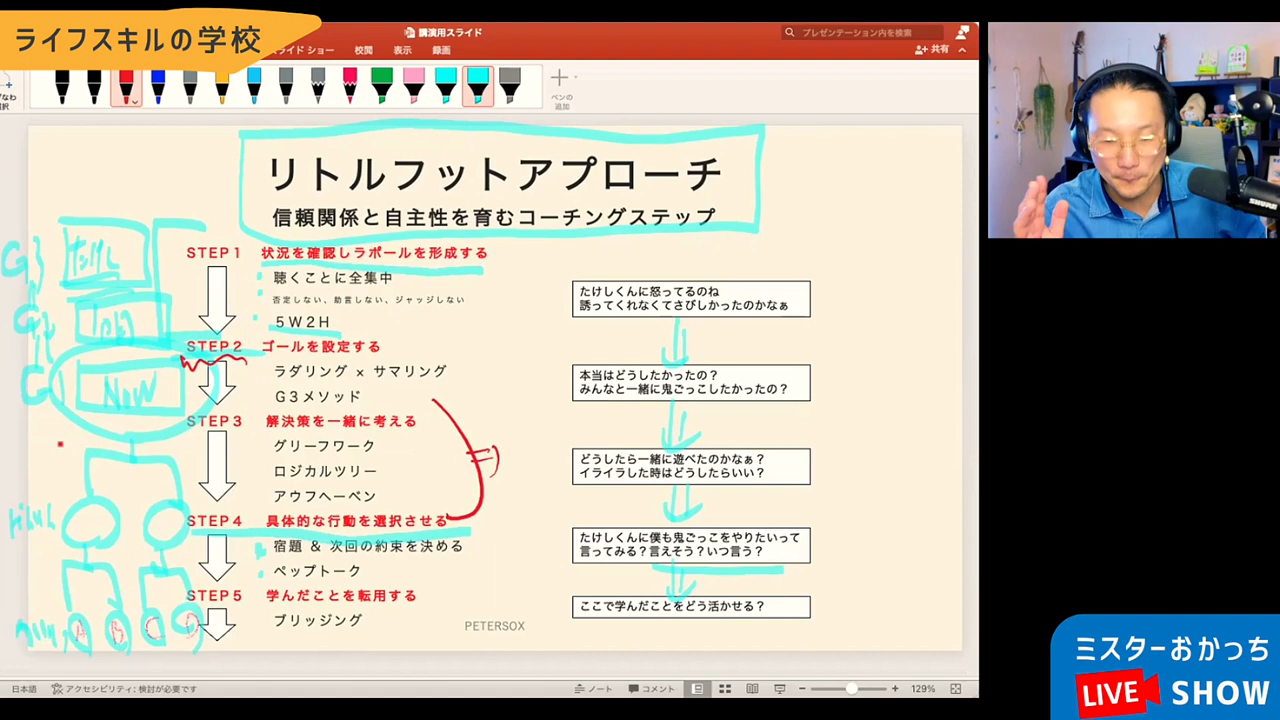 ライフスキルの学校
講演用スライド
プレゼンテーション内を検索
スライド ショー
校閲
表示
録画
共有
ペンの
追加
リトルフットアプローチ
信頼関係と自主性を育むコーチングステップ
STEP1 状況を確認しラポールを形成する
聴くことに全集中
否定しない、助言しない、ジャッジしない
5W2H
STEP2 ゴールを設定する
ラダリング × サマリング
G3メソッド
STEP3 解決策を一緒に考える
グリーフワーク
ロジカルツリー
アウフヘーベン
STEP4 具体的な行動を選択させる
宿題 & 次回の約束を決める
ペップトーク
STEP5 学んだことを転用する
ブリッジング
PETERSOX
たけしくんに怒ってるのね
誘ってくれなくてさびしかったのかなぁ
本当はどうしたかったの?
みんなと一緒に鬼ごっこしたかったの?
どうしたら一緒に遊べたのかなぁ?
イライラした時はどうしたらいい?
たけしくんに僕も鬼ごっこをやりたいって
言ってみる?言えそう?いつ言う?
ここで学んだことをどう活かせる?
G3
G2
Now
A B C D
SHURE
日本語
アクセシビリティ: 検討が必要です
ノート
コメント
129%
ミスターおかっち
LIVE SHOW